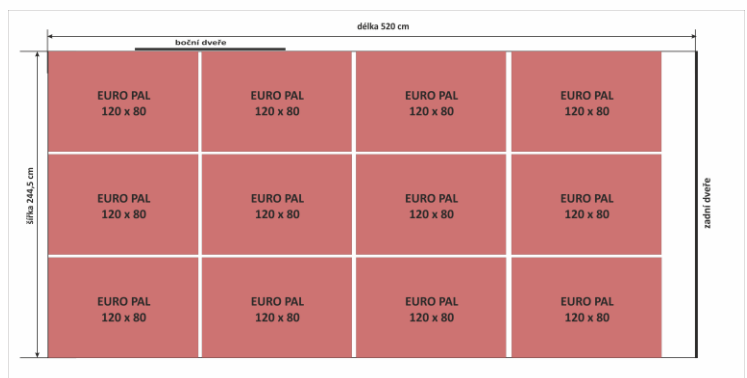 délka 520 cm
boční dveře
EURO PAL
120 x 80
EURO PAL
120 x 80
EURO PAL
120 x 80
EURO PAL
120 x 80
šířka 244,5 cm
EURO PAL
120 x 80
EURO PAL
120 x 80
EURO PAL
120 x 80
EURO PAL
120 x 80
zadní dveře
EURO PAL
120 x 80
EURO PAL
120 x 80
EURO PAL
120 x 80
EURO PAL
120 x 80